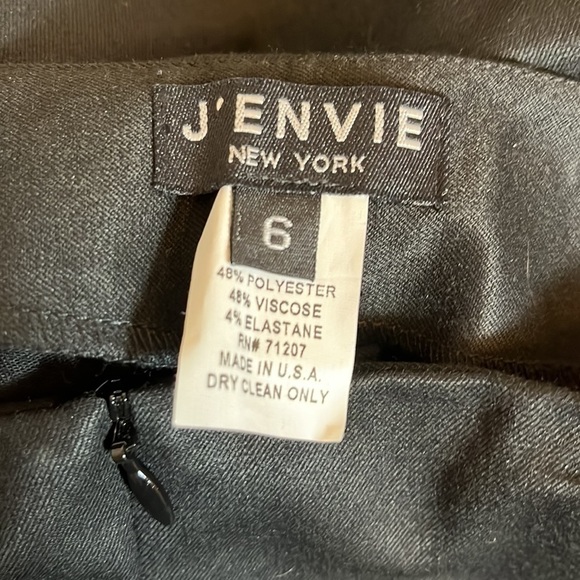 J'ENVIE
NEW YORK
6
48% POLYESTER
48% VISCOSE
4% ELASTANE
RN# 71207
MADE IN U.S.A.
DRY CLEAN ONLY